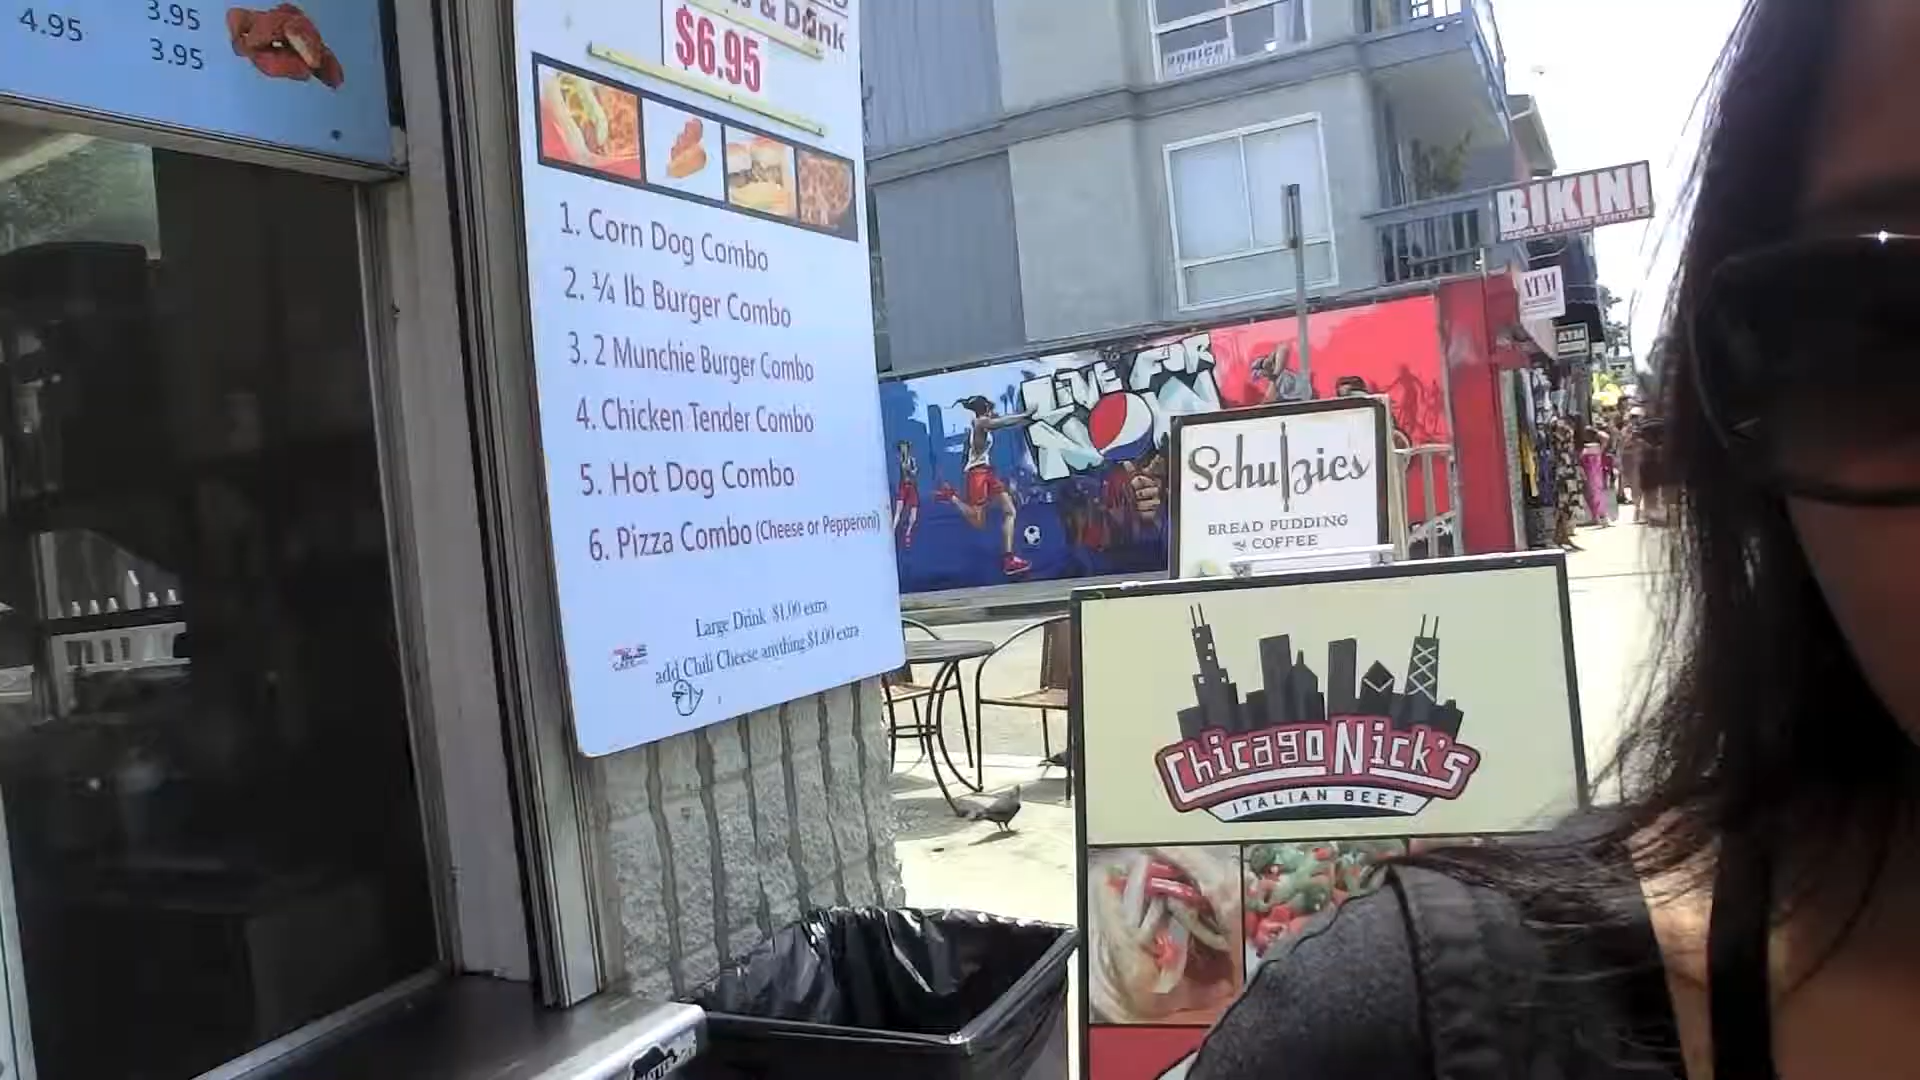 4.95
3.95
3.95
& Drink
$6.95
1. Corn Dog Combo
2. ¼ lb Burger Combo
3. 2 Munchie Burger Combo
4. Chicken Tender Combo
5. Hot Dog Combo
6. Pizza Combo (Cheese or Pepperoni)
Large Drink $1.00 extra
add Chili Cheese anything $1.00 extra
CAFE
venice
BIKINI
ATM
ATM
LIVE FOR
NOW
Schulzies
BREAD PUDDING
COFFEE
Chicago Nick's
ITALIAN BEEF